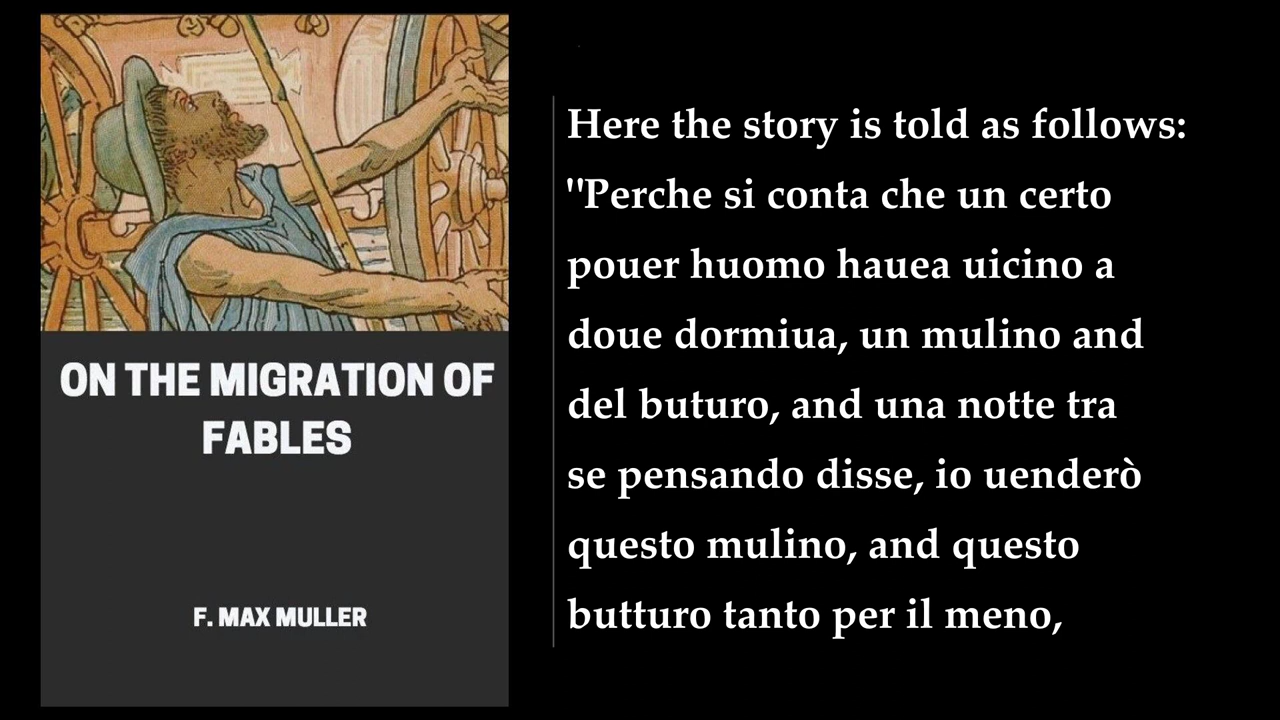 ON THE MIGRATION OF
FABLES
F. MAX MULLER
Here the story is told as follows:
"Perche si conta che un certo
pouer huomo hauea uicino a
doue dormiua, un mulino and
del buturo, and una notte tra
se pensando disse, io uenderò
questo mulino, and questo
butturo tanto per il meno,